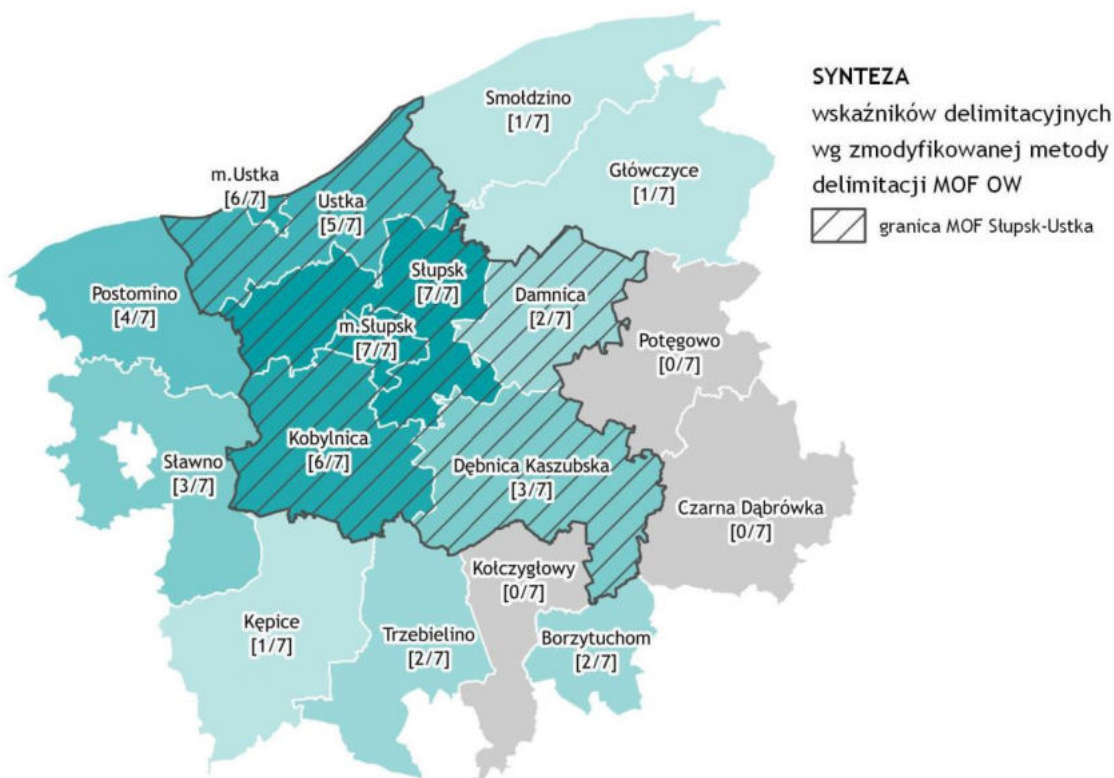 SYNTEZA
wskaźników delimitacyjnych
wg zmodyfikowanej metody
delimitacji MOF OW
granica MOF Słupsk-Ustka
Smołdzino
[1/7]
Główczyce
[1/7]
m.Ustka
[6/7]
Ustka
[5/7]
Słupsk
[7/7]
Damnica
[2/7]
Postomino
[4/7]
m.Słupsk
[7/7]
Potęgowo
[0/7]
Kobylnica
[6/7]
Sławno
[3/7]
Dębnica Kaszubska
[3/7]
Czarna Dąbrówka
[0/7]
Kołczygłowy
[0/7]
Kępice
[1/7]
Trzebielino
[2/7]
Borzytuchom
[2/7]